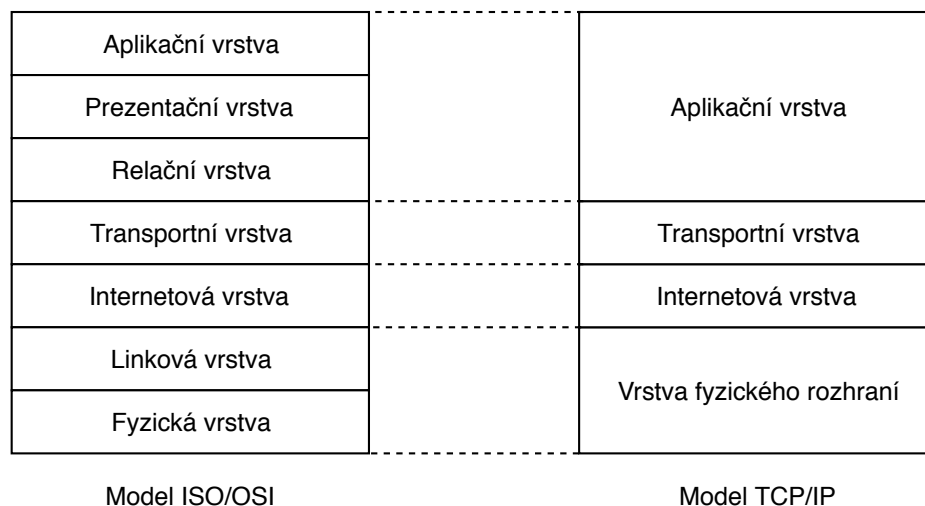 Aplikační vrstva
Prezentační vrstva
Relační vrstva
Transportní vrstva
Internetová vrstva
Linková vrstva
Fyzická vrstva
Model ISO/OSI
Aplikační vrstva
Transportní vrstva
Internetová vrstva
Vrstva fyzického rozhraní
Model TCP/IP